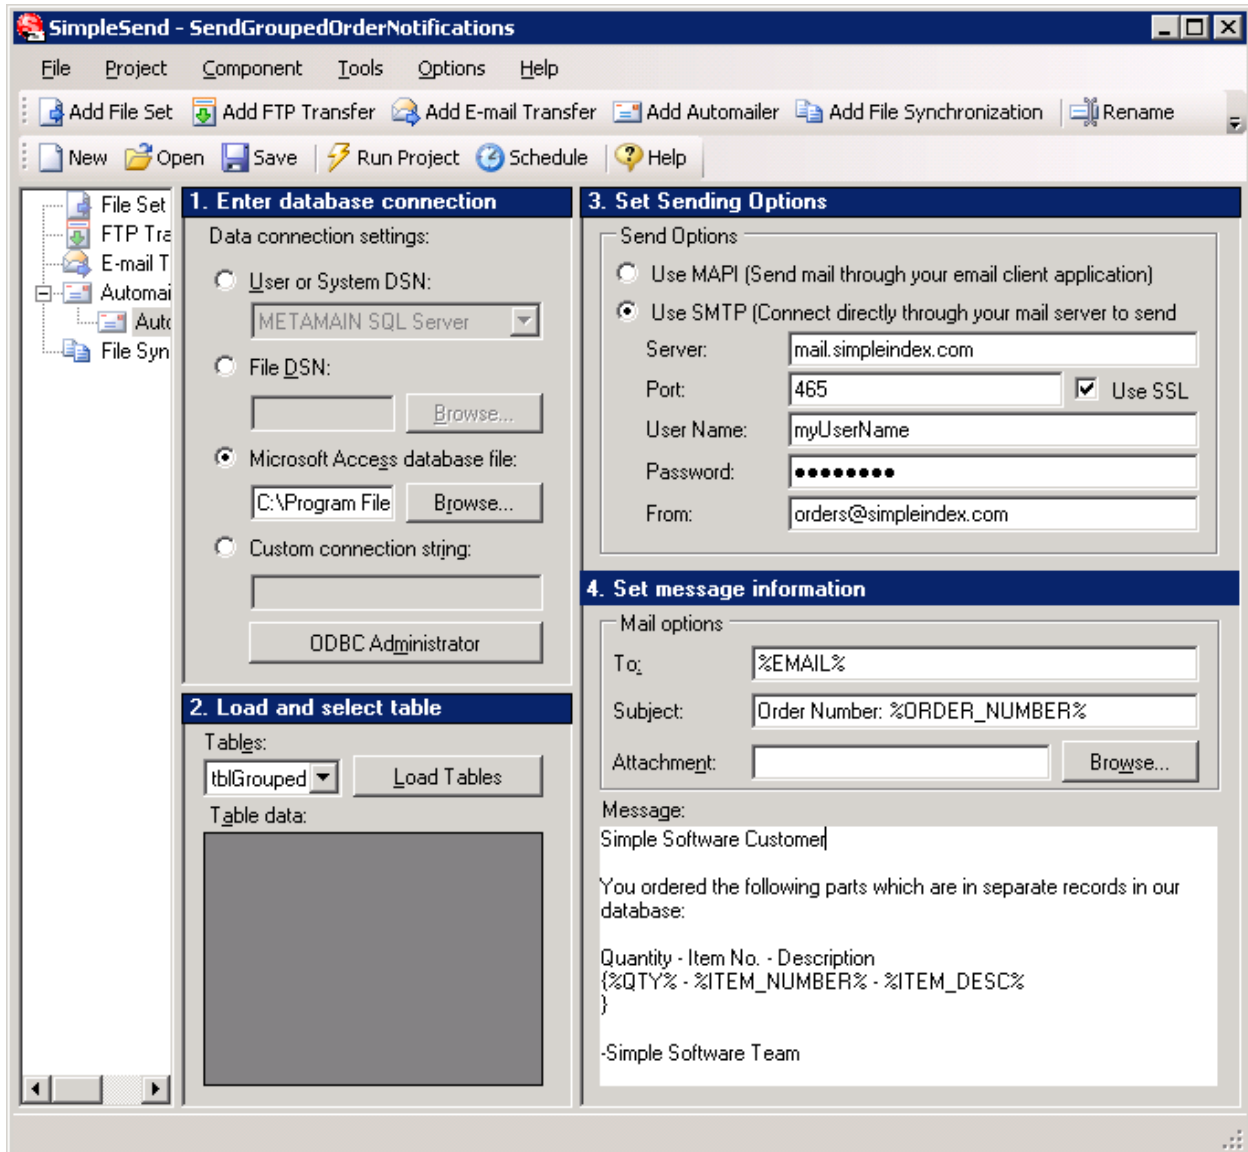 SimpleSend - SendGroupedOrderNotifications
File Project Component Tools Options Help
Add File Set Add FTP Transfer Add E-mail Transfer Add Automailer Add File Synchronization Rename
New Open Save Run Project Schedule Help
File Set
FTP Tra
E-mail T
Automai
Auto
File Syn
1. Enter database connection
Data connection settings:
User or System DSN:
METAMAIN SQL Server
File DSN:
Browse...
Microsoft Access database file:
C:\Program File
Browse...
Custom connection string:
ODBC Administrator
2. Load and select table
Tables:
tblGrouped
Load Tables
Table data:
3. Set Sending Options
Send Options
Use MAPI (Send mail through your email client application)
Use SMTP (Connect directly through your mail server to send
Server: mail.simpleindex.com
Port: 465 Use SSL
User Name: myUserName
Password: ●●●●●●●●
From: orders@simpleindex.com
4. Set message information
Mail options
To: %EMAIL%
Subject: Order Number: %ORDER_NUMBER%
Attachment: Browse...
Message:
Simple Software Customer
You ordered the following parts which are in separate records in our
database:
Quantity - Item No. - Description
{%QTY% - %ITEM_NUMBER% - %ITEM_DESC%
}
-Simple Software Team